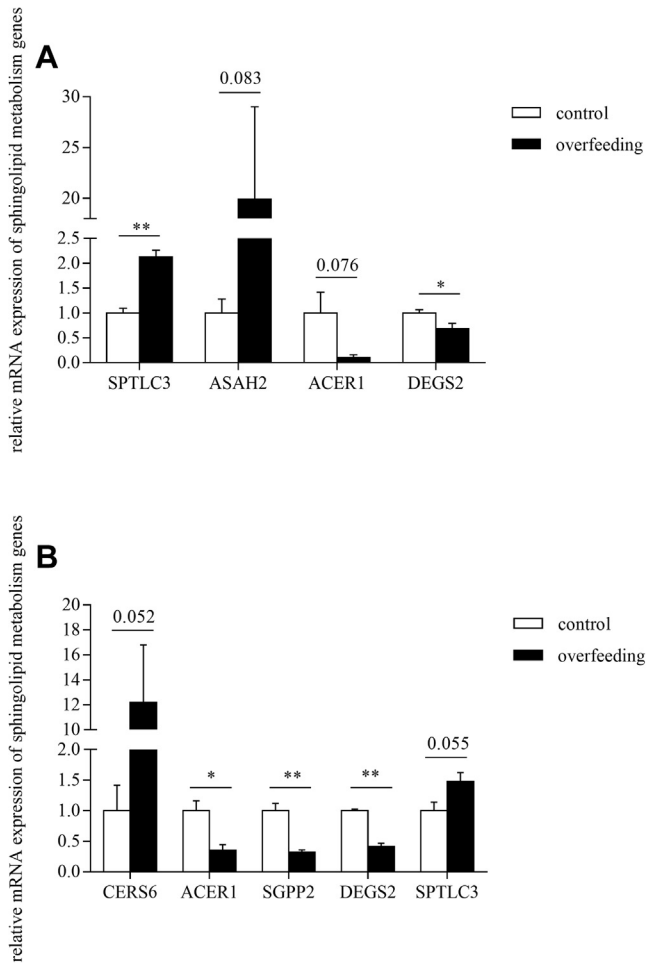 A
relative mRNA expression of sphingolipid metabolism genes
30
25
20
2.5
2.0
1.5
1.0
0.5
0.0
**
0.083
0.076
*
SPTLC3 ASAH2 ACER1 DEGS2
control
overfeeding
B
relative mRNA expression of sphingolipid metabolism genes
20
18
16
14
12
10
2.0
1.5
1.0
0.5
0.0
0.052
*
**
**
0.055
CERS6 ACER1 SGPP2 DEGS2 SPTLC3
control
overfeeding